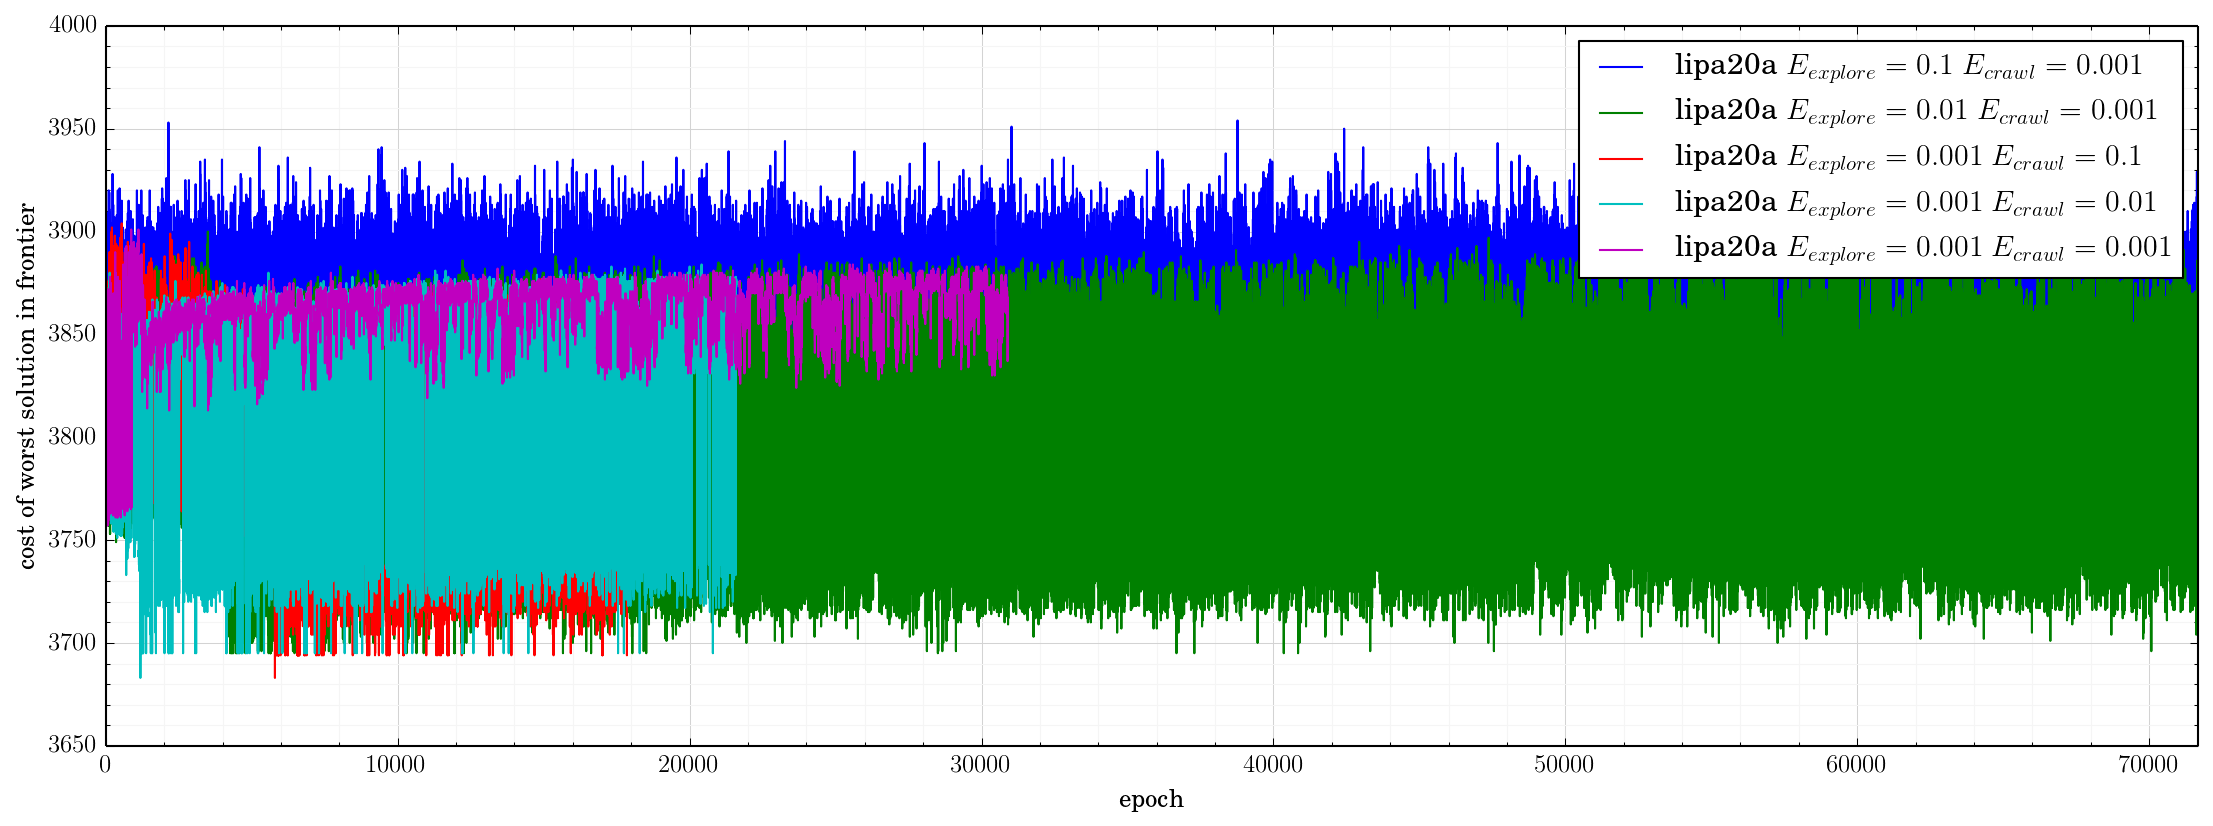 cost of worst solution in frontier
4000
3950
3900
3850
3800
3750
3700
3650
lipa20a E_explore = 0.1 E_crawl = 0.001
lipa20a E_explore = 0.01 E_crawl = 0.001
lipa20a E_explore = 0.001 E_crawl = 0.1
lipa20a E_explore = 0.001 E_crawl = 0.01
lipa20a E_explore = 0.001 E_crawl = 0.001
0 10000 20000 30000 40000 50000 60000 70000
epoch